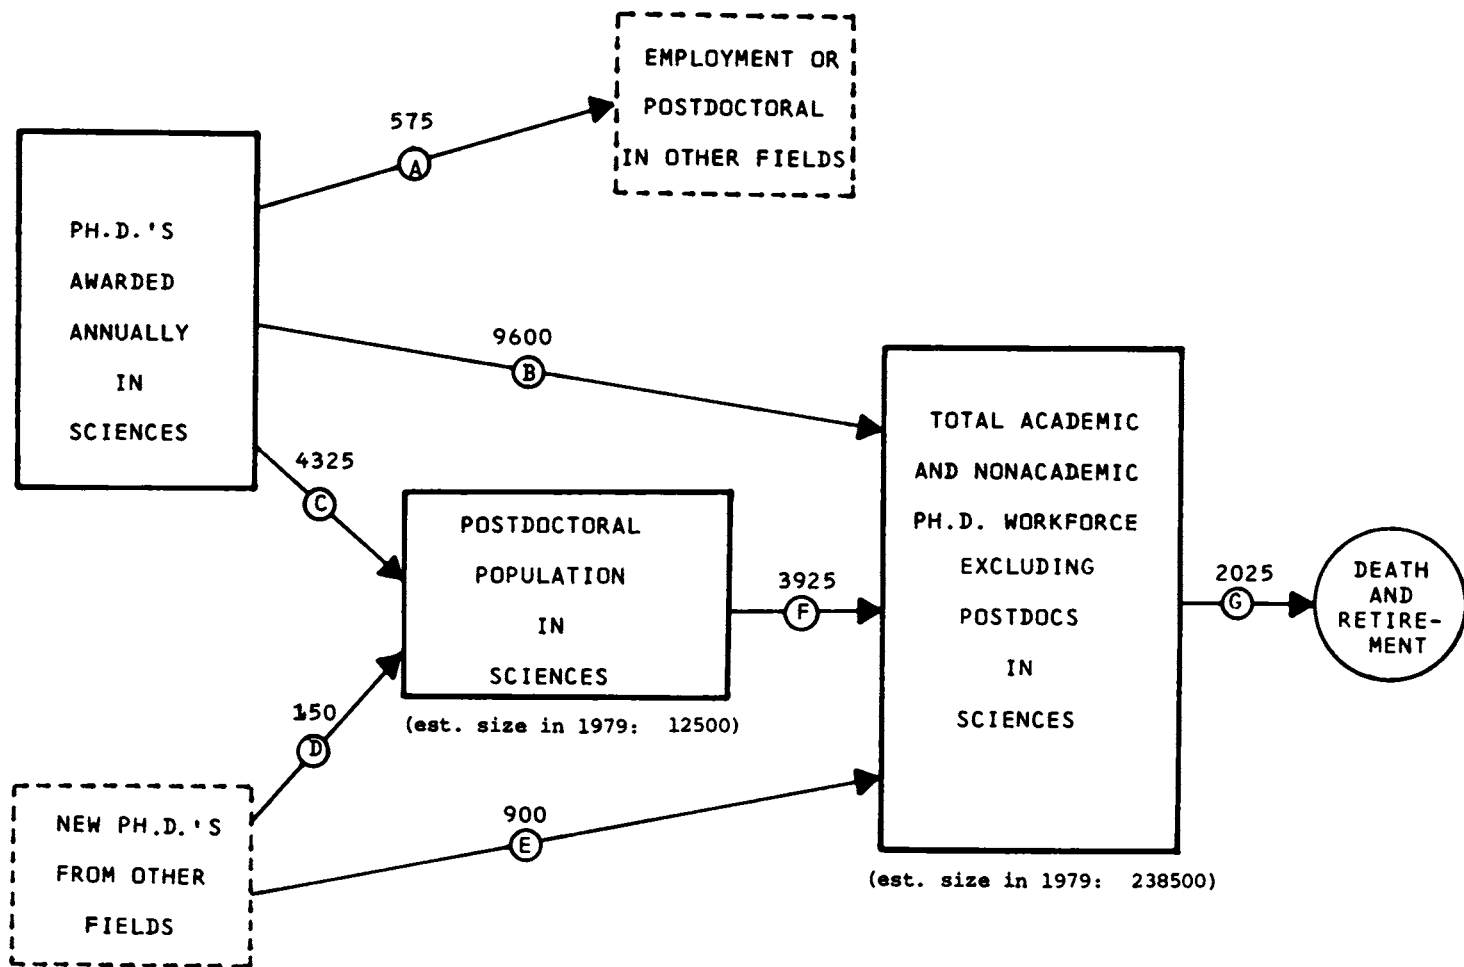 EMPLOYMENT OR
POSTDOCTORAL
IN OTHER FIELDS
575
A
PH.D.'S
AWARDED
ANNUALLY
IN
SCIENCES
9600
B
4325
C
TOTAL ACADEMIC
AND NONACADEMIC
PH.D. WORKFORCE
EXCLUDING
POSTDOCS
IN
SCIENCES
POSTDOCTORAL
POPULATION
IN
SCIENCES
(est. size in 1979: 12500)
3925
F
2025
G
DEATH
AND
RETIRE-
MENT
150
D
900
E
NEW PH.D.'S
FROM OTHER
FIELDS
(est. size in 1979: 238500)